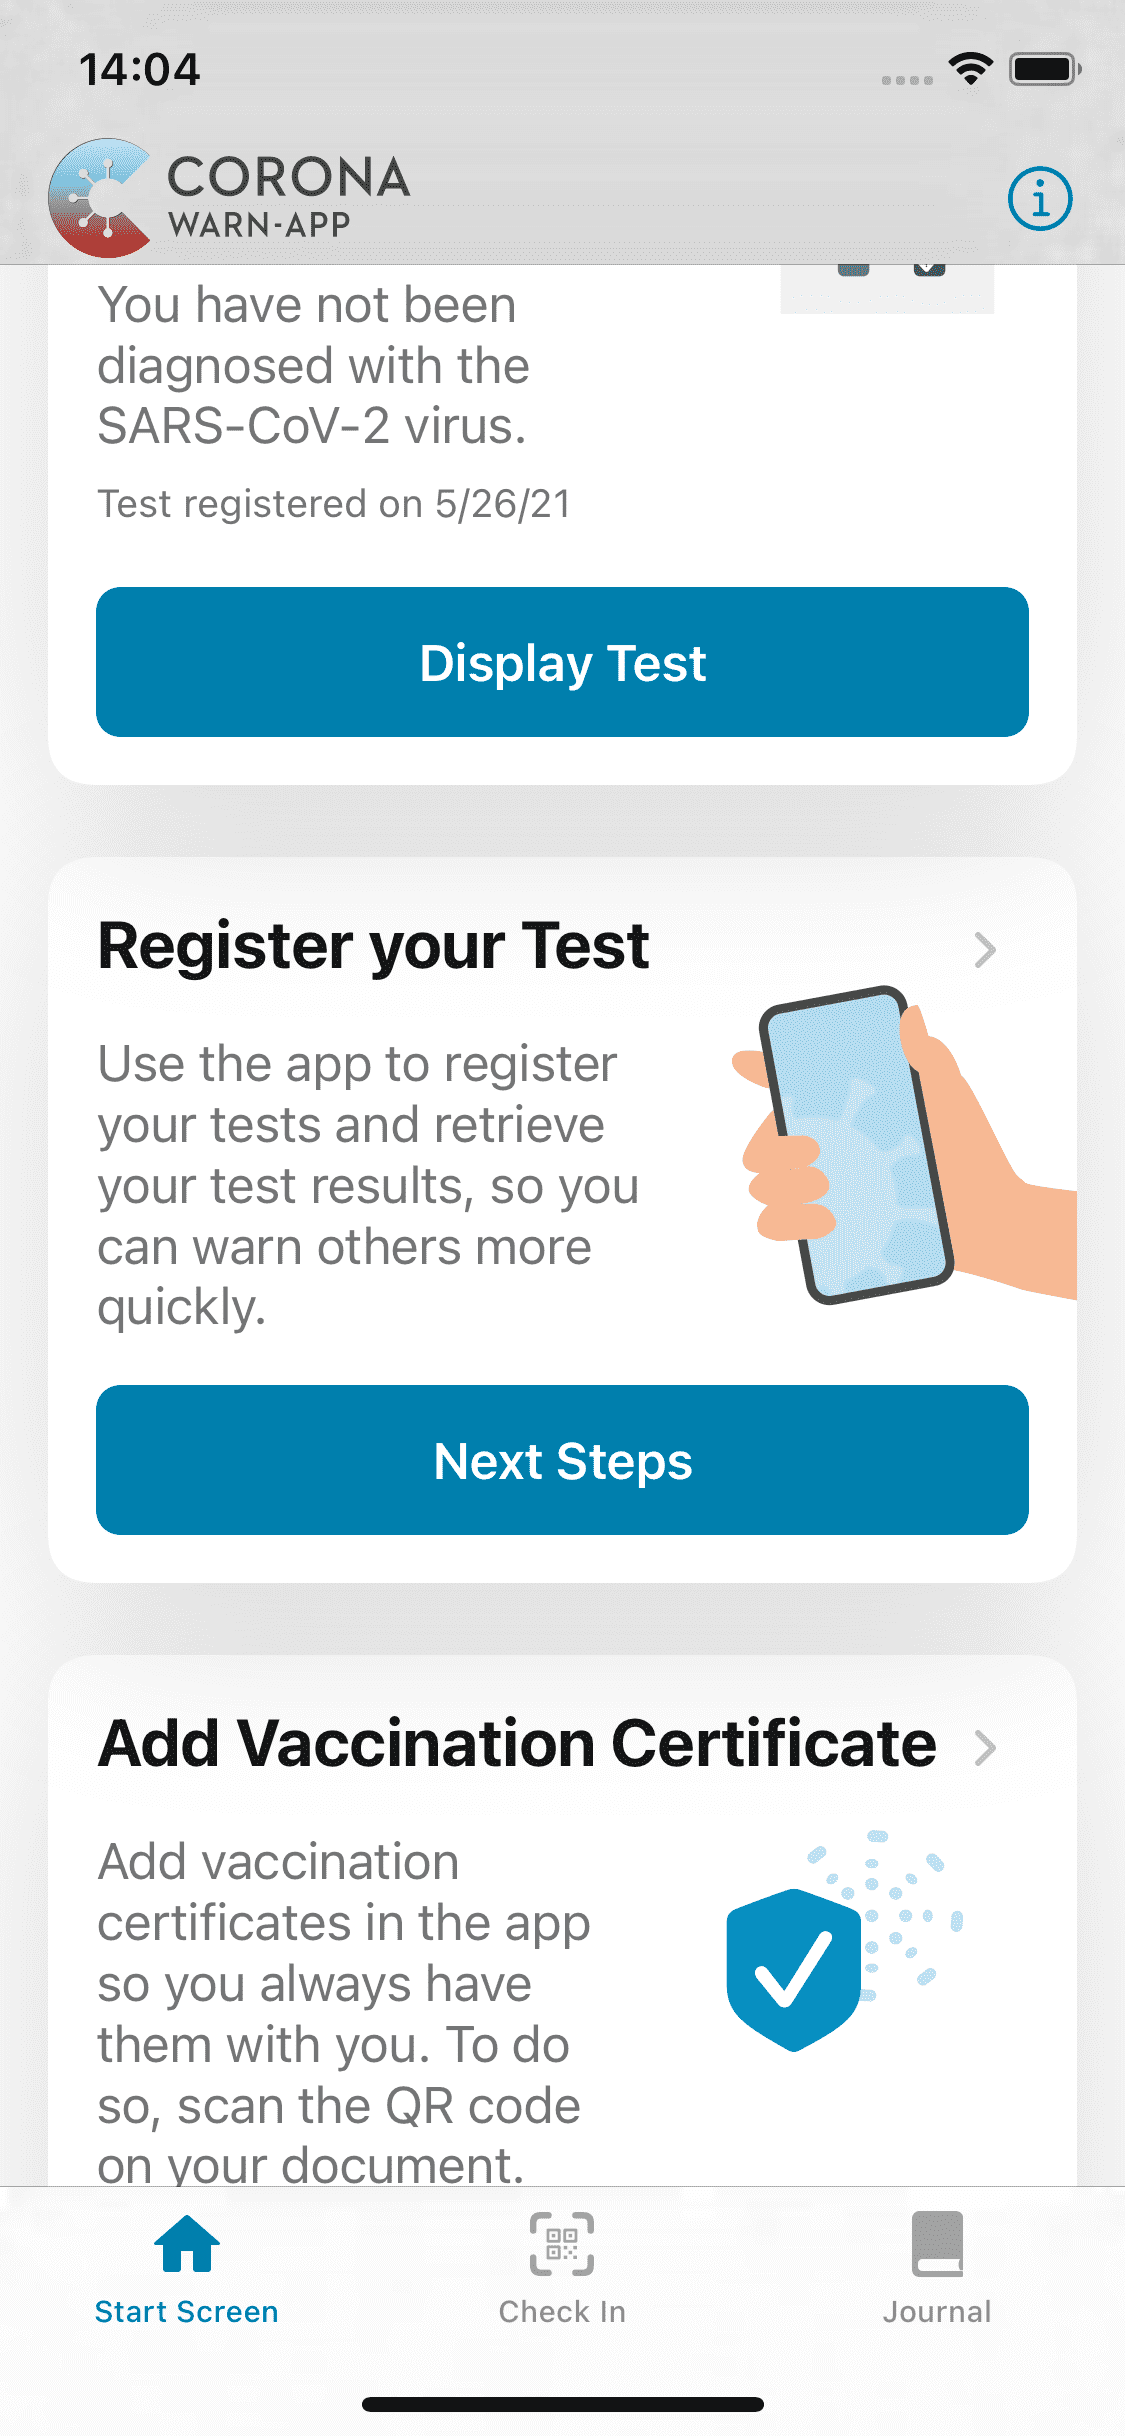 14:04
CORONA
WARN-APP
You have not been
diagnosed with the
SARS-CoV-2 virus.
Test registered on 5/26/21
Display Test
Register your Test
Use the app to register
your tests and retrieve
your test results, so you
can warn others more
quickly.
Next Steps
Add Vaccination Certificate
Add vaccination
certificates in the app
so you always have
them with you. To do
so, scan the QR code
on your document.
Start Screen
Check In
Journal